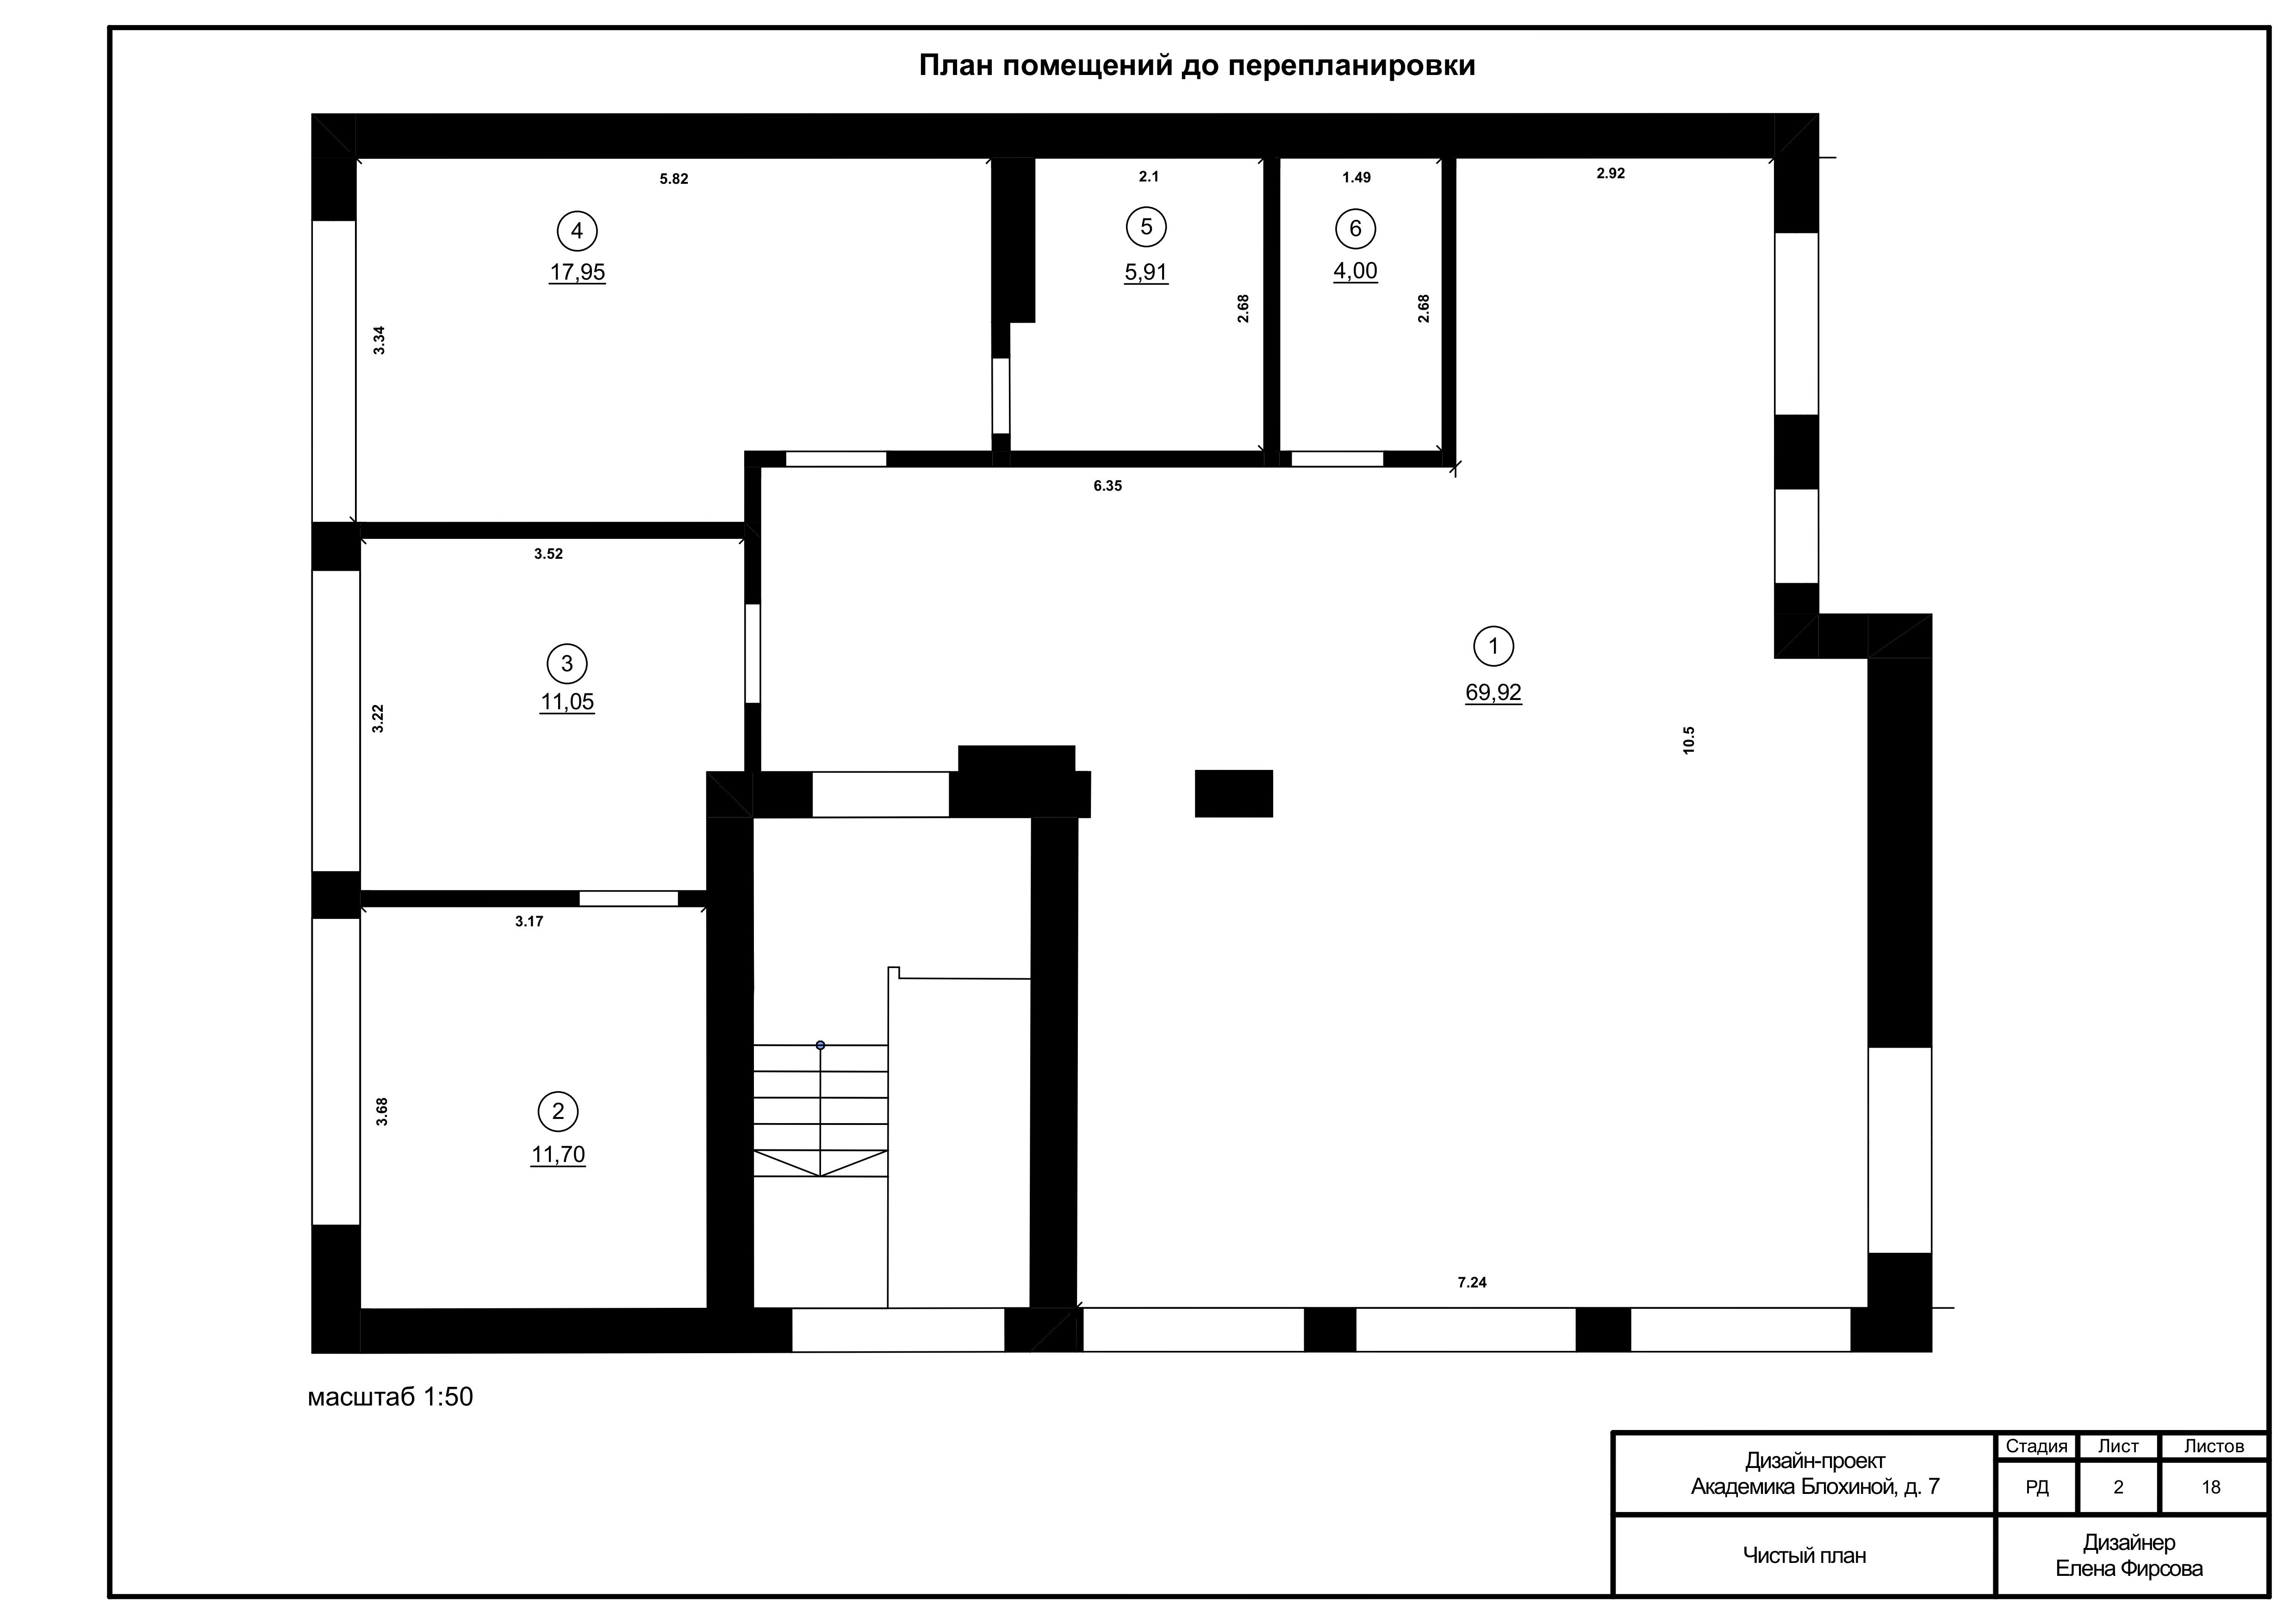 План помещений до перепланировки
5.82
2.1
1.49
2.92
4
17,95
5
5,91
6
4,00
3.34
2.68
2.68
6.35
3.52
3
11,05
3.22
1
69,92
10.5
3.17
2
11,70
3.68
7.24
масштаб 1:50
Дизайн-проект
Академика Блохиной, д. 7
Стадия
Лист
Листов
РД
2
18
Чистый план
Дизайнер
Елена Фирсова